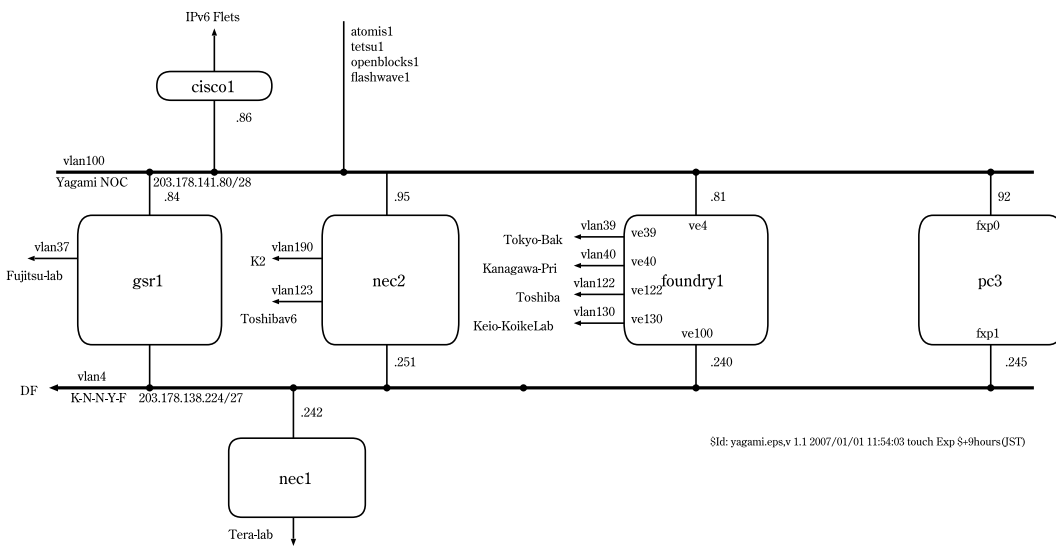 IPv6 Flets
atomis1
tetsu1
openblocks1
flashwave1
cisco1
.86
vlan100
Yagami NOC 203.178.141.80/28
.84
.95
.81
92
vlan37
Fujitsu-lab
gsr1
vlan190
K2
vlan123
Toshibav6
nec2
ve4
vlan39
Tokyo-Bak
ve39
vlan40
Kanagawa-Pri
ve40
vlan122
Toshiba
ve122
foundry1
vlan130
Keio-KoikeLab
ve130
ve100
fxp0
pc3
fxp1
.251
.240
.245
vlan4
DF
K-N-N-Y-F 203.178.138.224/27
.242
nec1
Tera-lab
$Id: yagami.eps,v 1.1 2007/01/01 11:54:03 touch Exp $+9hours(JST)